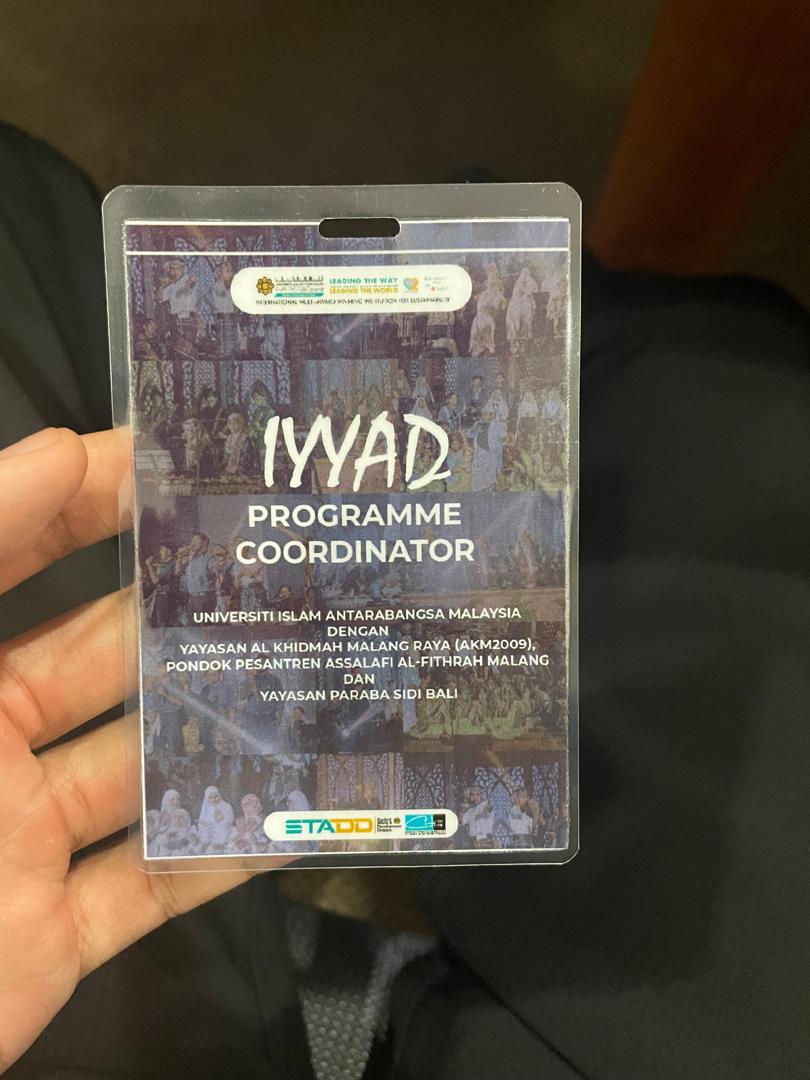 LEADING THE WAY
LEADING THE WORLD
INTERNATIONAL MULTI-AWARD WINNING INSTITUTION FOR SUSTAINABILITY
IYYAD
PROGRAMME
COORDINATOR
UNIVERSITI ISLAM ANTARABANGSA MALAYSIA
DENGAN
YAYASAN AL KHIDMAH MALANG RAYA (AKM2009),
PONDOK PESANTREN ASSALAFI AL-FITHRAH MALANG
DAN
YAYASAN PARABA SIDI BALI
STADD